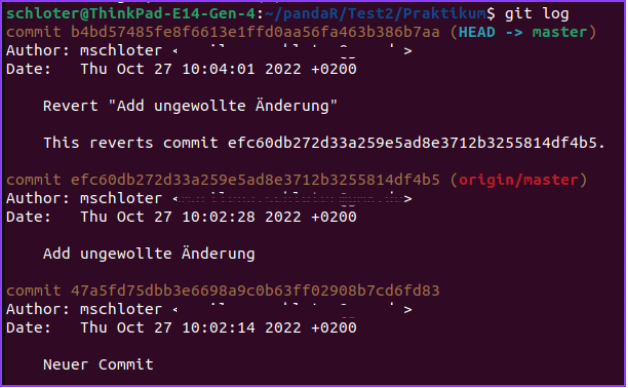 schloter@ThinkPad-E14-Gen-4:~/pandaR/Test2/Praktikum$ git log
commit b4bd57485fe8f6613e1ffd0aa56fa463b386b7aa (HEAD -> master)
Author: mschloter < >
Date:   Thu Oct 27 10:04:01 2022 +0200
Revert "Add ungewollte Änderung"
This reverts commit efc60db272d33a259e5ad8e3712b3255814df4b5.
commit efc60db272d33a259e5ad8e3712b3255814df4b5 (origin/master)
Author: mschloter < >
Date:   Thu Oct 27 10:02:28 2022 +0200
Add ungewollte Änderung
commit 47a5fd75dbb3e6698a9c0b63ff02908b7cd6fd83
Author: mschloter < >
Date:   Thu Oct 27 10:02:14 2022 +0200
Neuer Commit